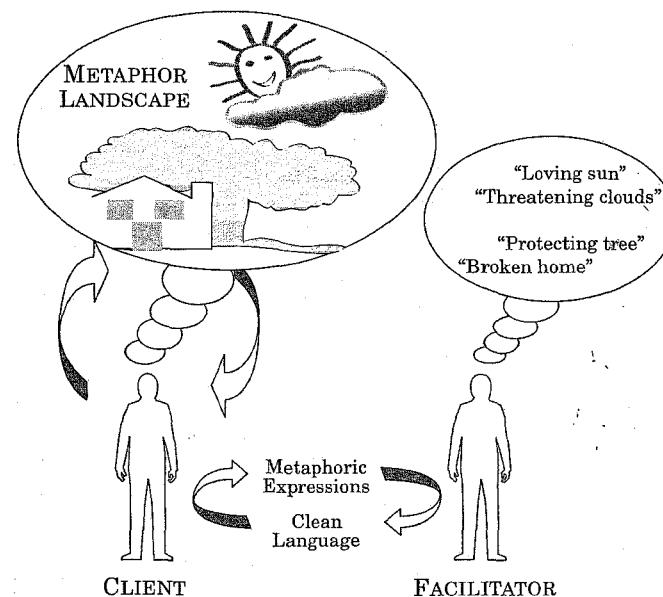 METAPHOR
LANDSCAPE
“Loving sun”
“Threatening clouds”
“Protecting tree”
“Broken home”
Metaphoric
Expressions
Clean
Language
CLIENT
FACILITATOR